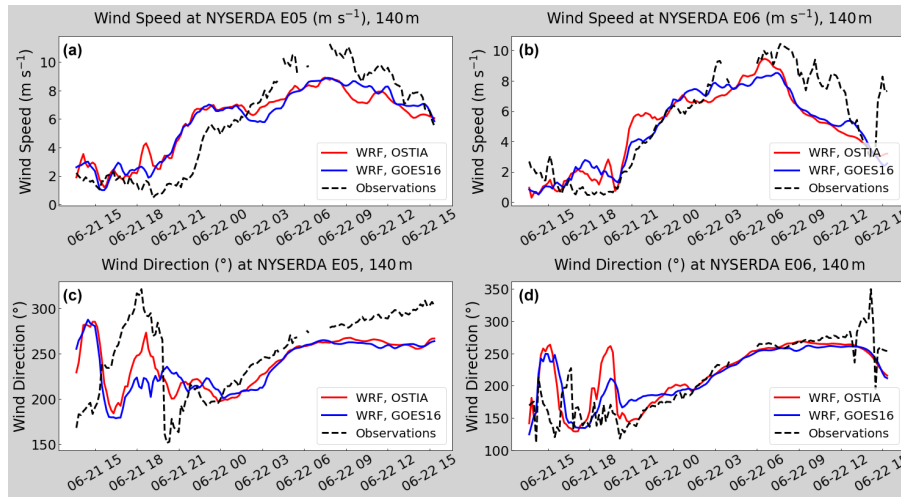 Wind Speed at NYSERDA E05 (m s⁻¹), 140 m
(a)
Wind Speed (m s⁻¹)
10
8
6
4
2
0
WRF, OSTIA
WRF, GOES16
Observations
06-21 15
06-21 18
06-21 21
06-22 00
06-22 03
06-22 06
06-22 09
06-22 12
06-22 15
Wind Speed at NYSERDA E06 (m s⁻¹), 140 m
(b)
Wind Speed (m s⁻¹)
10
8
6
4
2
0
WRF, OSTIA
WRF, GOES16
Observations
06-21 15
06-21 18
06-21 21
06-22 00
06-22 03
06-22 06
06-22 09
06-22 12
06-22 15
Wind Direction (°) at NYSERDA E05, 140 m
(c)
Wind Direction (°)
300
250
200
150
WRF, OSTIA
WRF, GOES16
Observations
06-21 15
06-21 18
06-21 21
06-22 00
06-22 03
06-22 06
06-22 09
06-22 12
06-22 15
Wind Direction (°) at NYSERDA E06, 140 m
(d)
Wind Direction (°)
350
300
250
200
150
100
WRF, OSTIA
WRF, GOES16
Observations
06-21 15
06-21 18
06-21 21
06-22 00
06-22 03
06-22 06
06-22 09
06-22 12
06-22 15